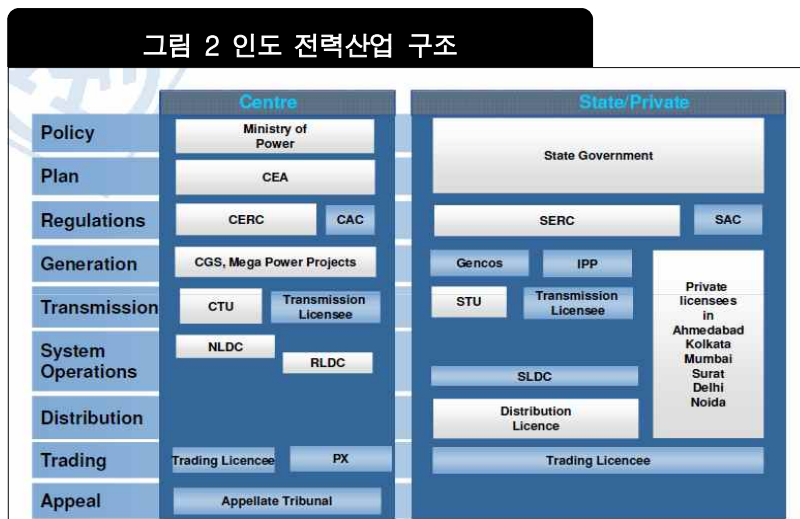 그림 2 인도 전력산업 구조
Centre
State/Private
Policy
Ministry of
Power
State Government
Plan
CEA
Regulations
CERC
CAC
SERC
SAC
Generation
CGS, Mega Power Projects
Gencos
IPP
Private
licensees
in
Ahmedabad
Kolkata
Mumbai
Surat
Delhi
Noida
Transmission
CTU
Transmission
Licensee
STU
Transmission
Licensee
System
Operations
NLDC
RLDC
SLDC
Distribution
Distribution
Licence
Trading
Trading Licencee
PX
Trading Licencee
Appeal
Appellate Tribunal